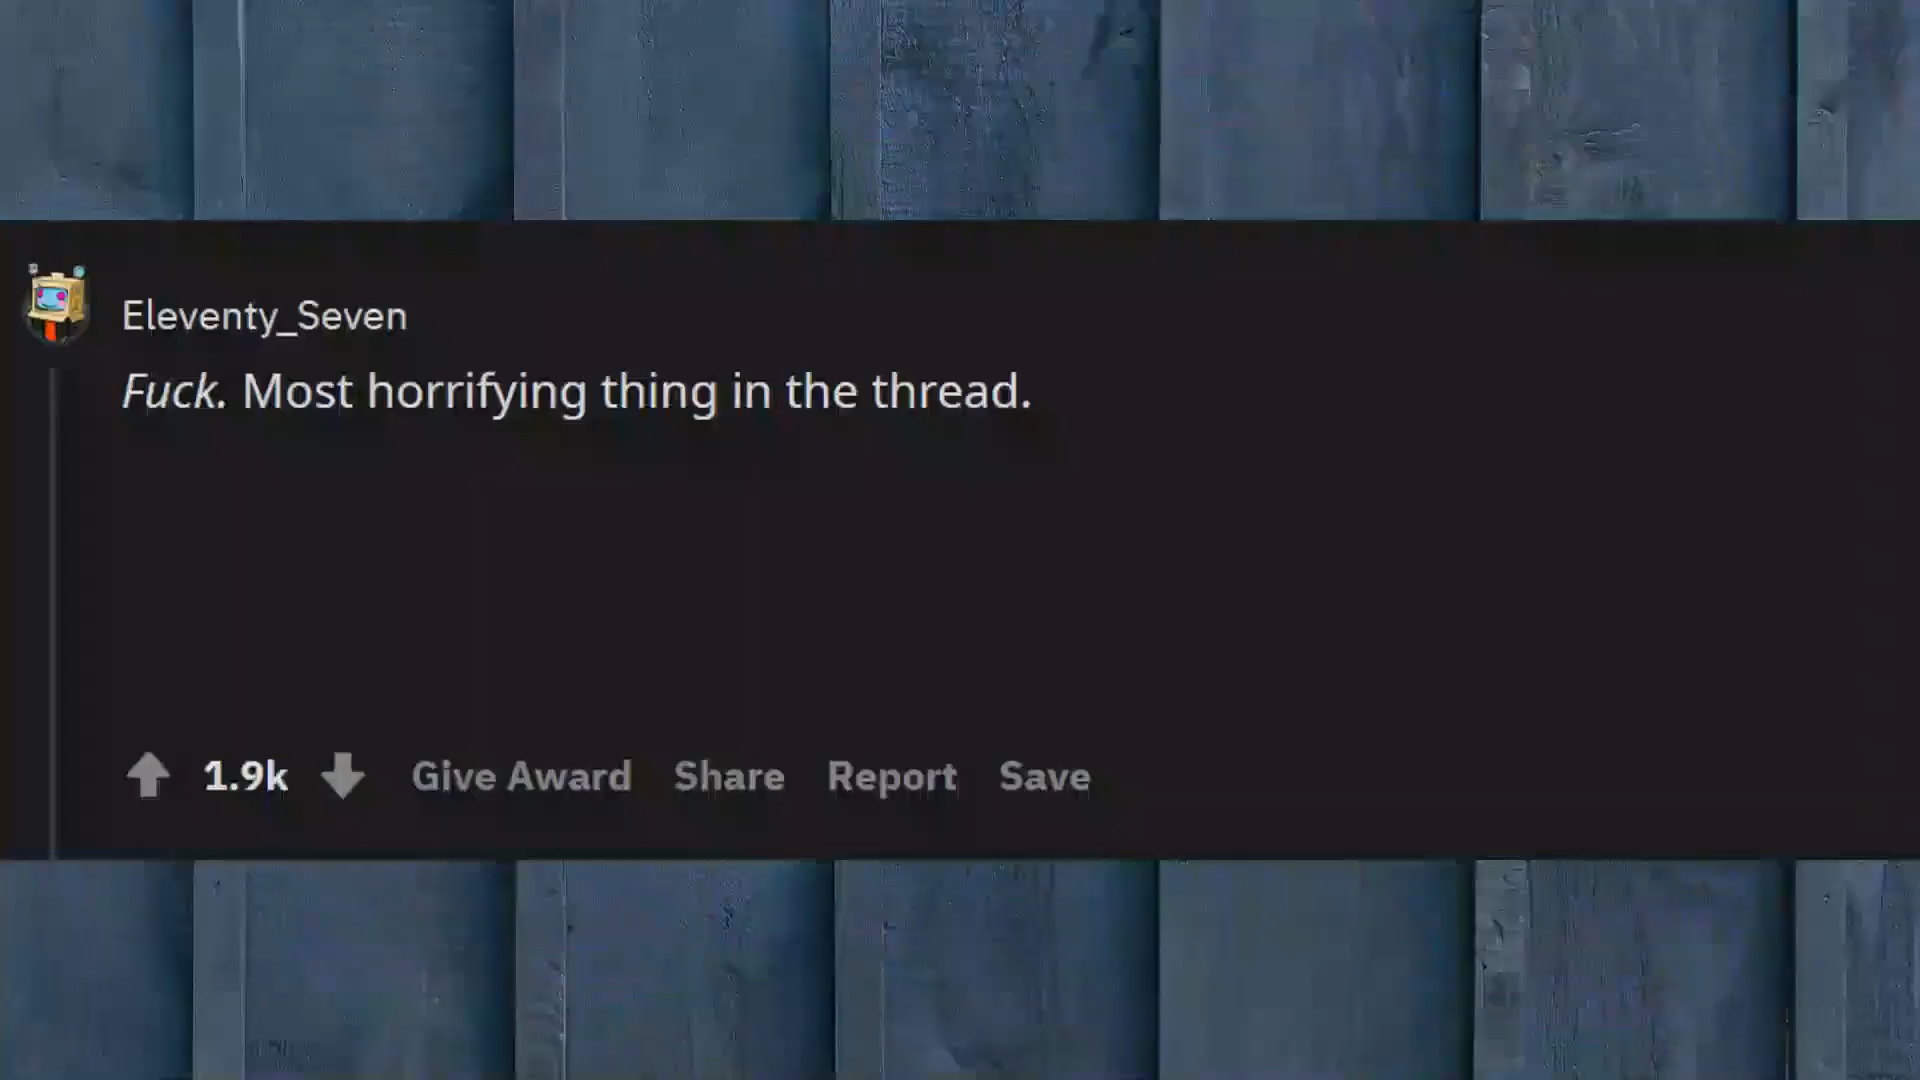 Eleventy_Seven
Fuck. Most horrifying thing in the thread.
1.9k Give Award Share Report Save